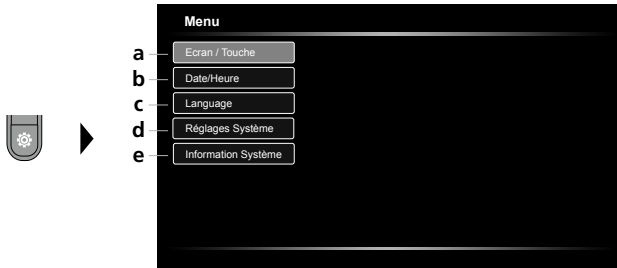 Menu
a Ecran / Touche
b Date/Heure
c Language
d Réglages Système
e Information Système